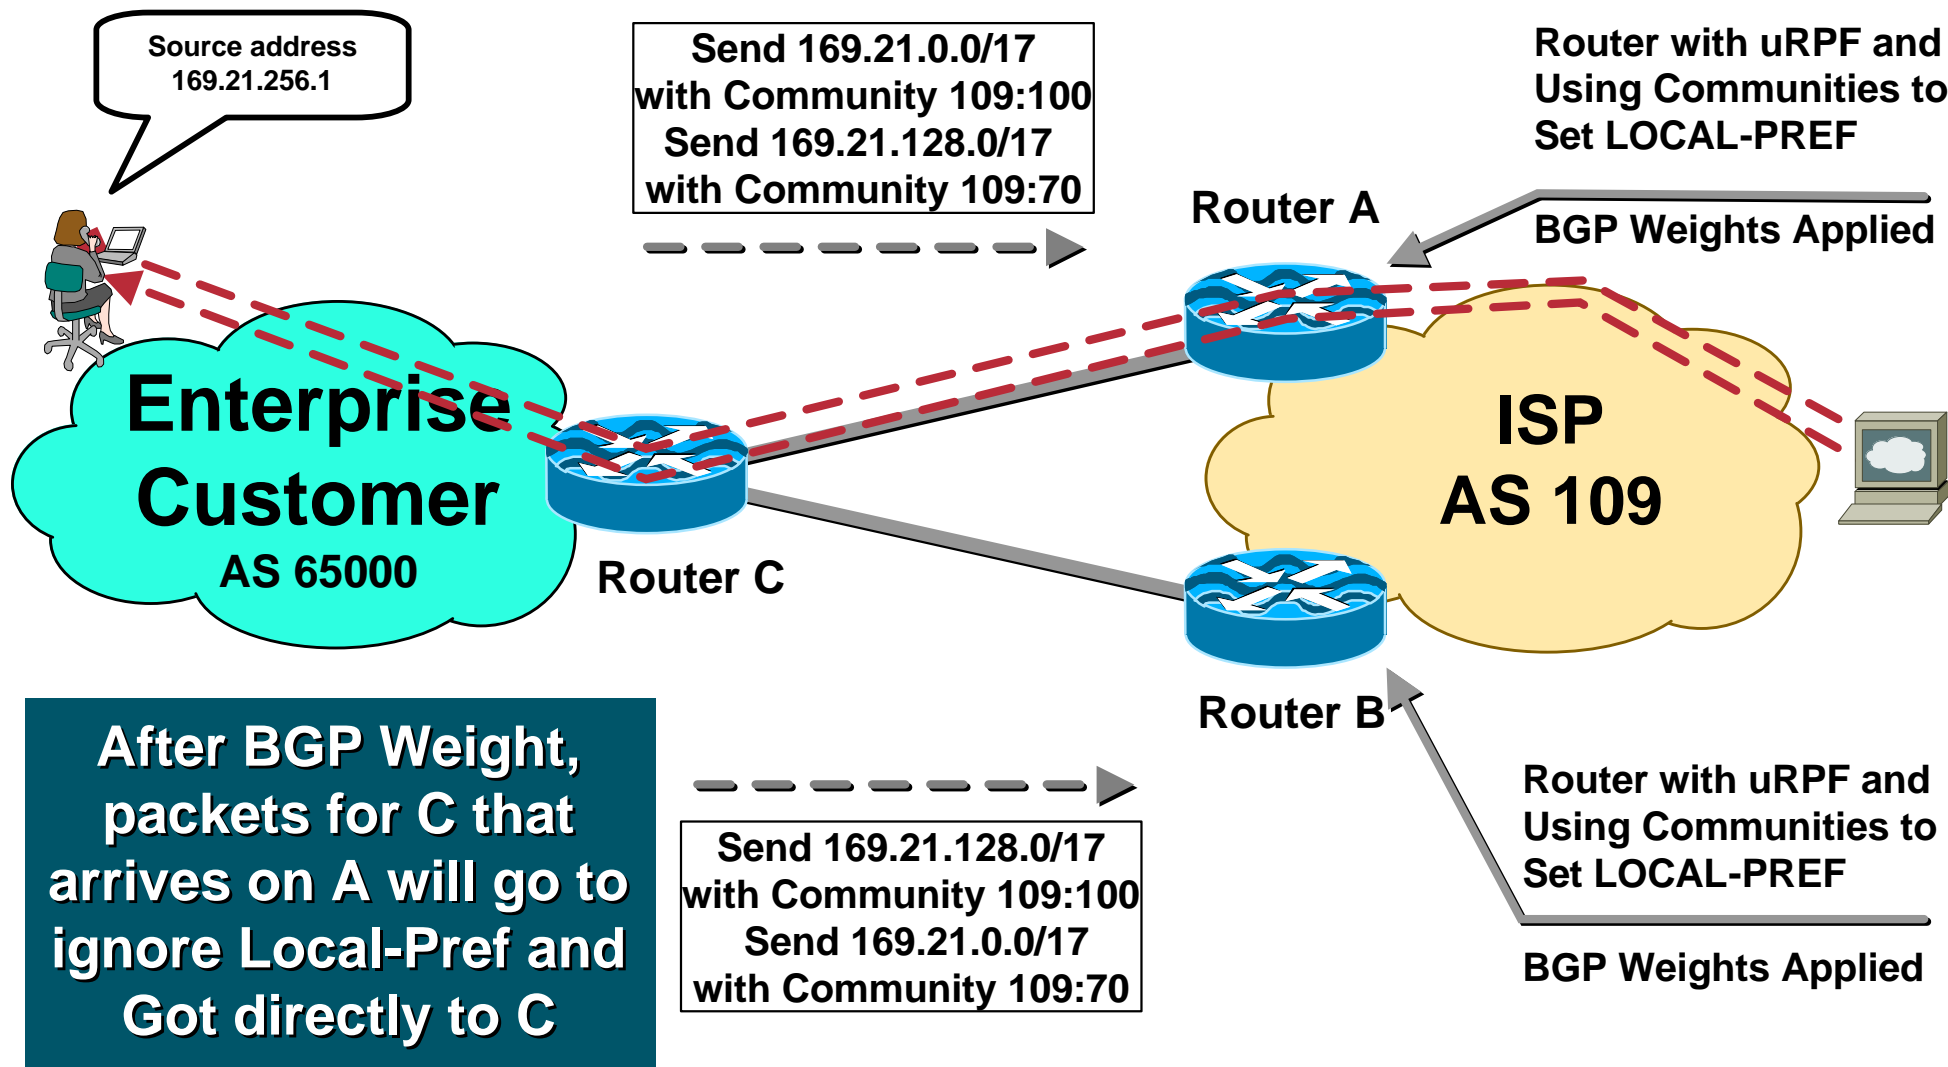 Source address
169.21.256.1
Send 169.21.0.0/17
with Community 109:100
Send 169.21.128.0/17
with Community 109:70
Router with uRPF and
Using Communities to
Set LOCAL-PREF
BGP Weights Applied
Router A
Enterprise
Customer
AS 65000
Router C
ISP
AS 109
Router B
After BGP Weight,
packets for C that
arrives on A will go to
ignore Local-Pref and
Got directly to C
Send 169.21.128.0/17
with Community 109:100
Send 169.21.0.0/17
with Community 109:70
Router with uRPF and
Using Communities to
Set LOCAL-PREF
BGP Weights Applied